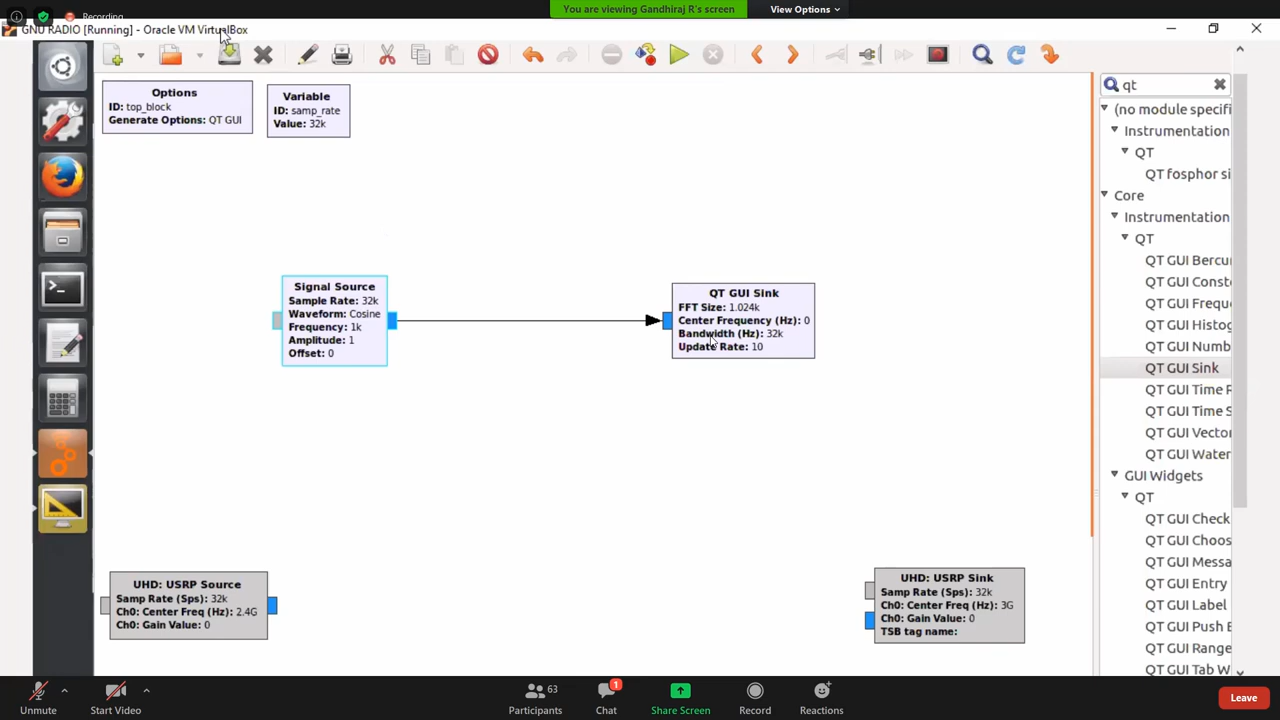 Recording
You are viewing Gandhiraj R's screen
View Options
GNU RADIO [Running] - Oracle VM VirtualBox
Options
ID: top_block
Generate Options: QT GUI
Variable
ID: samp_rate
Value: 32k
Signal Source
Sample Rate: 32k
Waveform: Cosine
Frequency: 1k
Amplitude: 1
Offset: 0
QT GUI Sink
FFT Size: 1.024k
Center Frequency (Hz): 0
Bandwidth (Hz): 32k
Update Rate: 10
UHD: USRP Source
Samp Rate (Sps): 32k
Ch0: Center Freq (Hz): 2.4G
Ch0: Gain Value: 0
UHD: USRP Sink
Samp Rate (Sps): 32k
Ch0: Center Freq (Hz): 3G
Ch0: Gain Value: 0
TSB tag name:
qt
(no module specifi
Instrumentation
QT
QT fosphor si
Core
Instrumentation
QT
QT GUI Bercu
QT GUI Const
QT GUI Frequ
QT GUI Histog
QT GUI Numb
QT GUI Sink
QT GUI Time R
QT GUI Time S
QT GUI Vector
QT GUI Water
GUI Widgets
QT
QT GUI Check
QT GUI Choos
QT GUI Messa
QT GUI Entry
QT GUI Label
QT GUI Push B
QT GUI Range
QT GUI Tab W
Unmute
Start Video
63
Participants
1
Chat
Share Screen
Record
Reactions
Leave